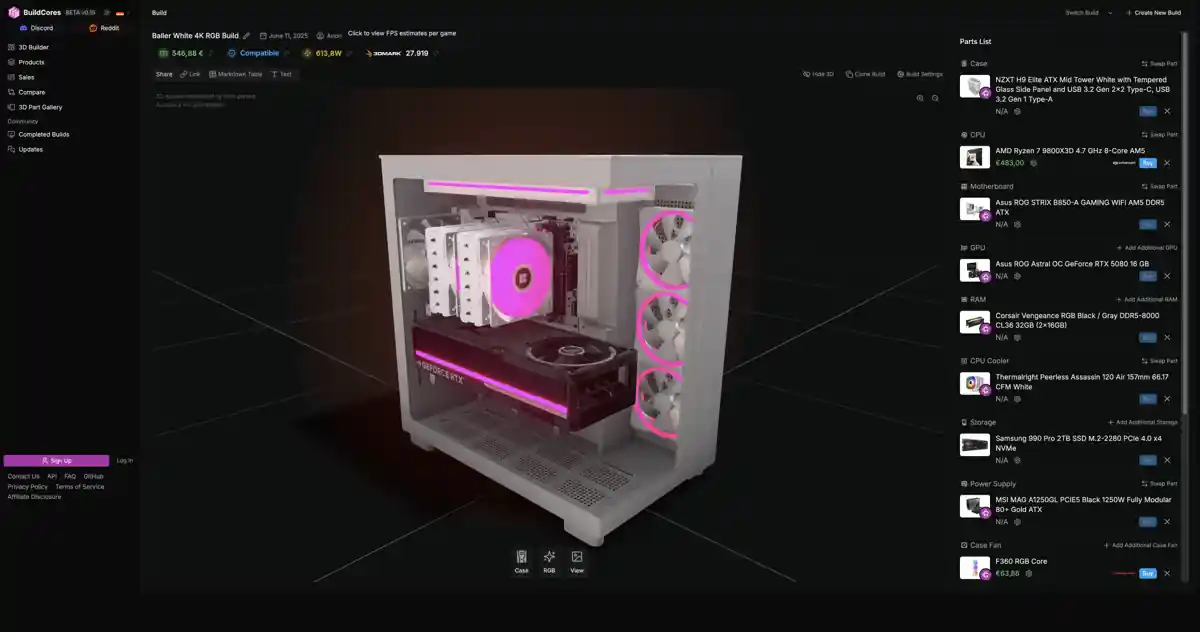 BuildCores BETA v0.15
Discord Reddit
3D Builder
Products
Sales
Compare
3D Part Gallery
Community
Completed Builds
Updates
Sign Up Log In
Contact Us API FAQ GitHub
Privacy Policy Terms of Service
Affiliate Disclosure
Build
Switch Build + Create New Build
Baller White 4K RGB Build June 11, 2025 Anon Click to view FPS estimates per game
546,88 € Compatible 613,8W 3DMARK 27.919
Share Link Markdown Table Text
Hide 3D Clone Build Build Settings
GEFORCE RTX
Case RGB View
Parts List
Case Swap Part
NZXT H9 Elite ATX Mid Tower White with Tempered
Glass Side Panel and USB 3.2 Gen 2x2 Type-C, USB
3.2 Gen 1 Type-A
N/A Buy
CPU Swap Part
AMD Ryzen 7 9800X3D 4.7 GHz 8-Core AM5
€483,00 Buy
Motherboard Swap Part
Asus ROG STRIX B850-A GAMING WIFI AM5 DDR5
ATX
N/A Buy
GPU + Add Additional GPU
Asus ROG Astral OC GeForce RTX 5080 16 GB
N/A Buy
RAM + Add Additional RAM
Corsair Vengeance RGB Black / Gray DDR5-8000
CL36 32GB (2x16GB)
N/A Buy
CPU Cooler Swap Part
Thermalright Peerless Assassin 120 Air 157mm 66.17
CFM White
N/A Buy
Storage + Add Additional Storage
Samsung 990 Pro 2TB SSD M.2-2280 PCIe 4.0 x4
NVMe
N/A Buy
Power Supply Swap Part
MSI MAG A1250GL PCIE5 Black 1250W Fully Modular
80+ Gold ATX
N/A Buy
Case Fan + Add Additional Case Fan
F360 RGB Core
€63,88 Buy